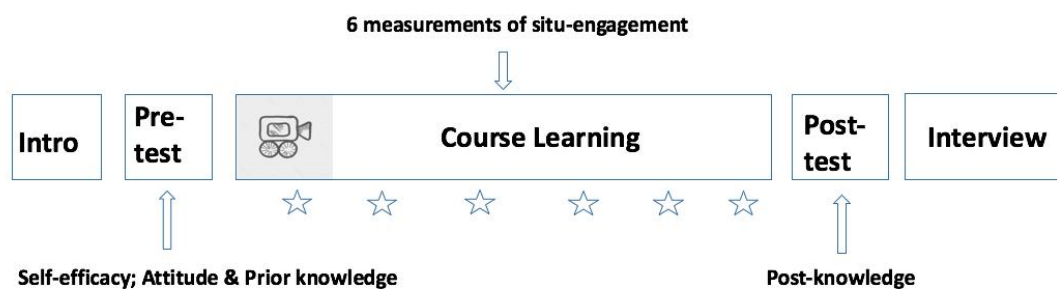 6 measurements of situ-engagement
Intro
Pre-
test
Course Learning
Post-
test
Interview
Self-efficacy; Attitude & Prior knowledge
Post-knowledge